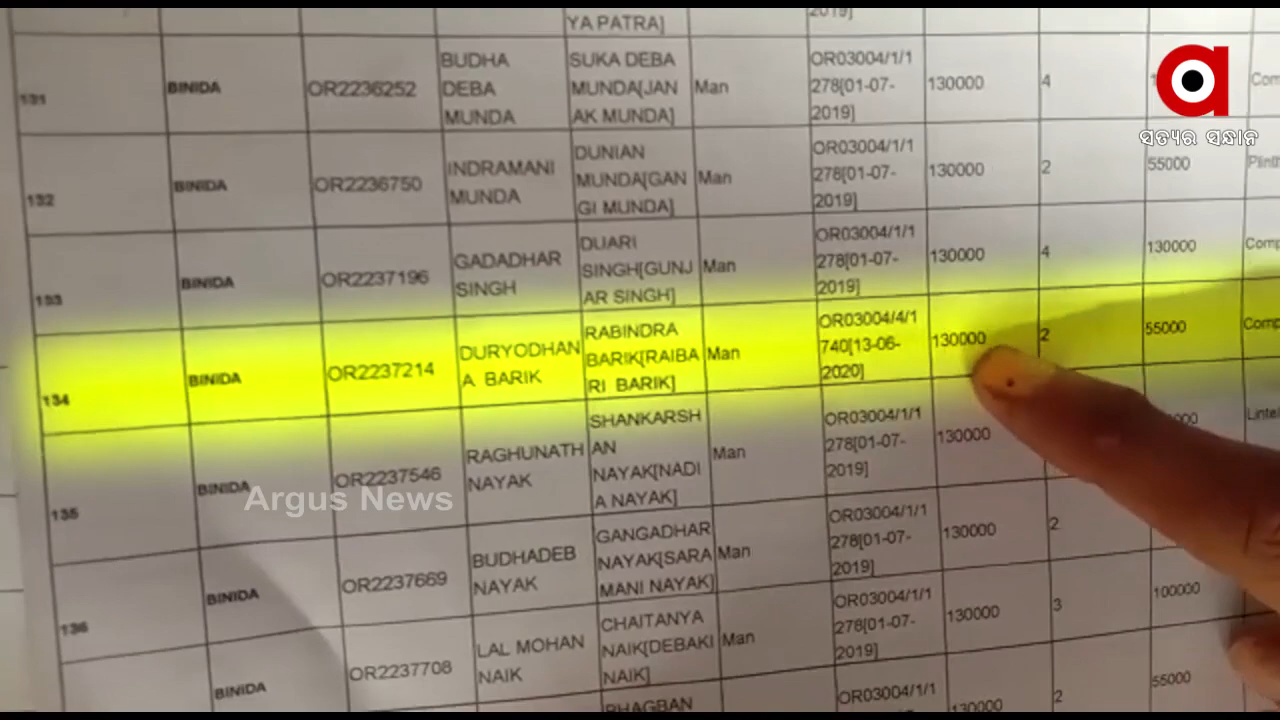 YA PATRA]
2019]
131 BINIDA OR2236252 BUDHA DEBA MUNDA SUKA DEBA MUNDA[JAN AK MUNDA] Man OR03004/1/1 278[01-07- 2019] 130000 4
ସତ୍ୟର ସନ୍ଧାନ
132 BINIDA OR2236750 INDRAMANI MUNDA DUNIAN MUNDA[GAN GI MUNDA] Man OR03004/1/1 278[01-07- 2019] 130000 2 55000 Plinth
133 BINIDA OR2237196 GADADHAR SINGH DUARI SINGH[GUNJ AR SINGH] Man OR03004/1/1 278[01-07- 2019] 130000 4 130000 Comp
134 BINIDA OR2237214 DURYODHAN A BARIK RABINDRA BARIK[RAIBA RI BARIK] Man OR03004/4/1 740[13-06- 2020] 130000 2 55000 Comp
135 BINIDA OR2237546 RAGHUNATH NAYAK SHANKARSH AN NAYAK[NADI A NAYAK] Man OR03004/1/1 278[01-07- 2019] 130000 Lintel
Argus News
136 BINIDA OR2237669 BUDHADEB NAYAK GANGADHAR NAYAK[SARA MANI NAYAK] Man OR03004/1/1 278[01-07- 2019] 130000 2
BINIDA OR2237708 LAL MOHAN NAIK CHAITANYA NAIK[DEBAKI NAIK] Man OR03004/1/1 278[01-07- 2019] 130000 3 100000
BHAGBAN OR03004/1/1 130000 2 55000